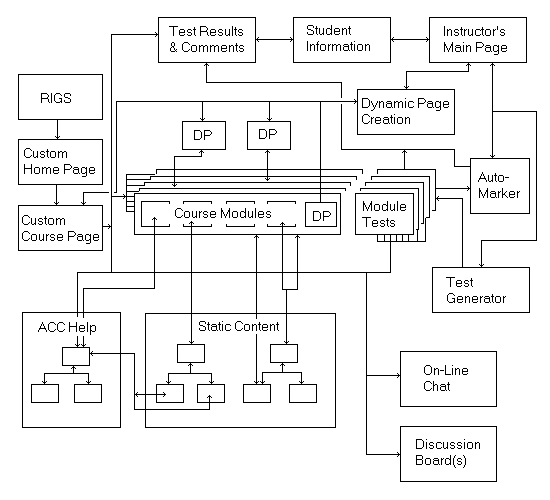 Test Results
& Comments
Student
Information
Instructor's
Main Page
RIGS
Dynamic Page
Creation
DP
DP
Custom
Home Page
Auto-
Marker
Custom
Course Page
Course Modules
DP
Module
Tests
Test
Generator
ACC Help
Static Content
On-Line
Chat
Discussion
Board(s)